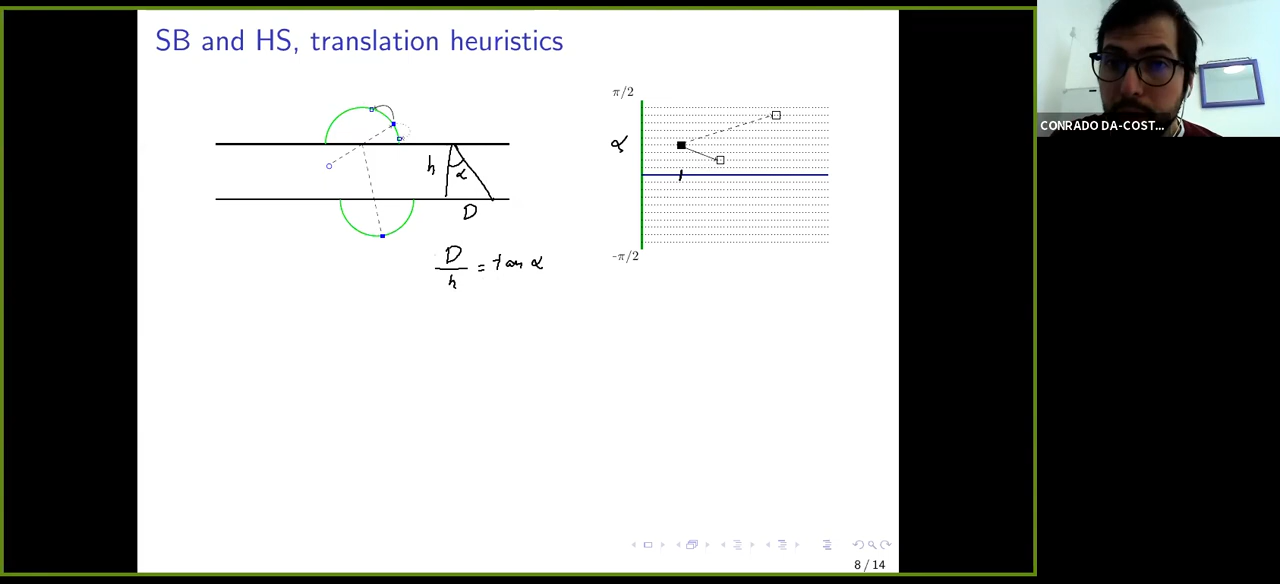 SB and HS, translation heuristics
π/2
α
h
α
D
D
h
= tan α
-π/2
CONRADO DA-COST...
8 / 14